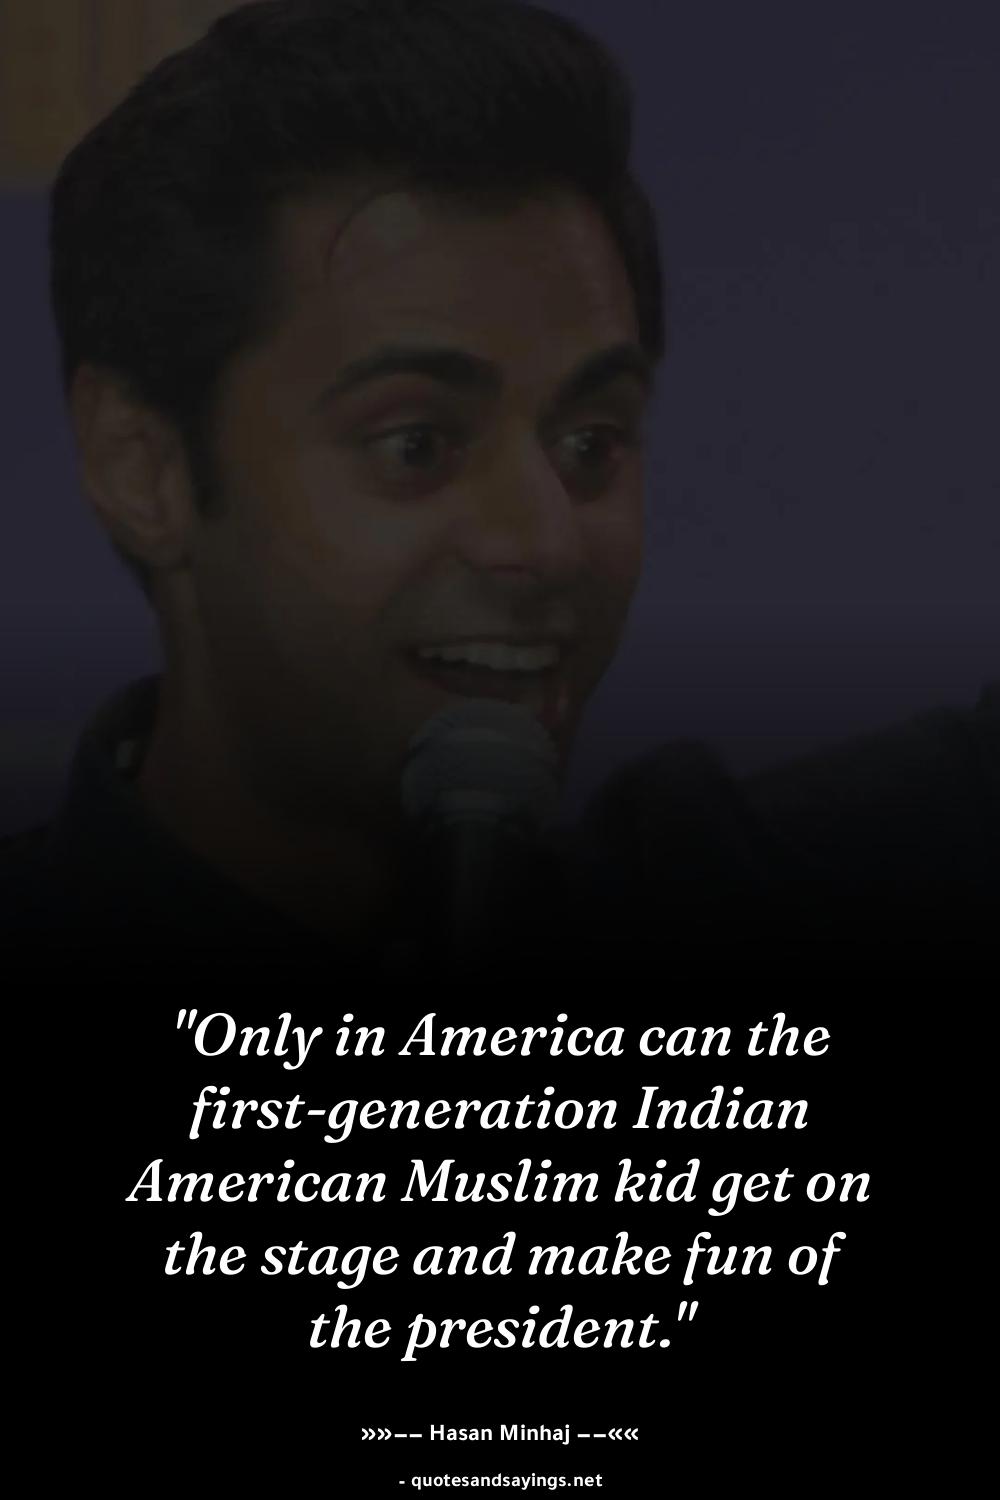 "Only in America can the
first-generation Indian
American Muslim kid get on
the stage and make fun of
the president."
»»−− Hasan Minhaj −−««
- quotesandsayings.net